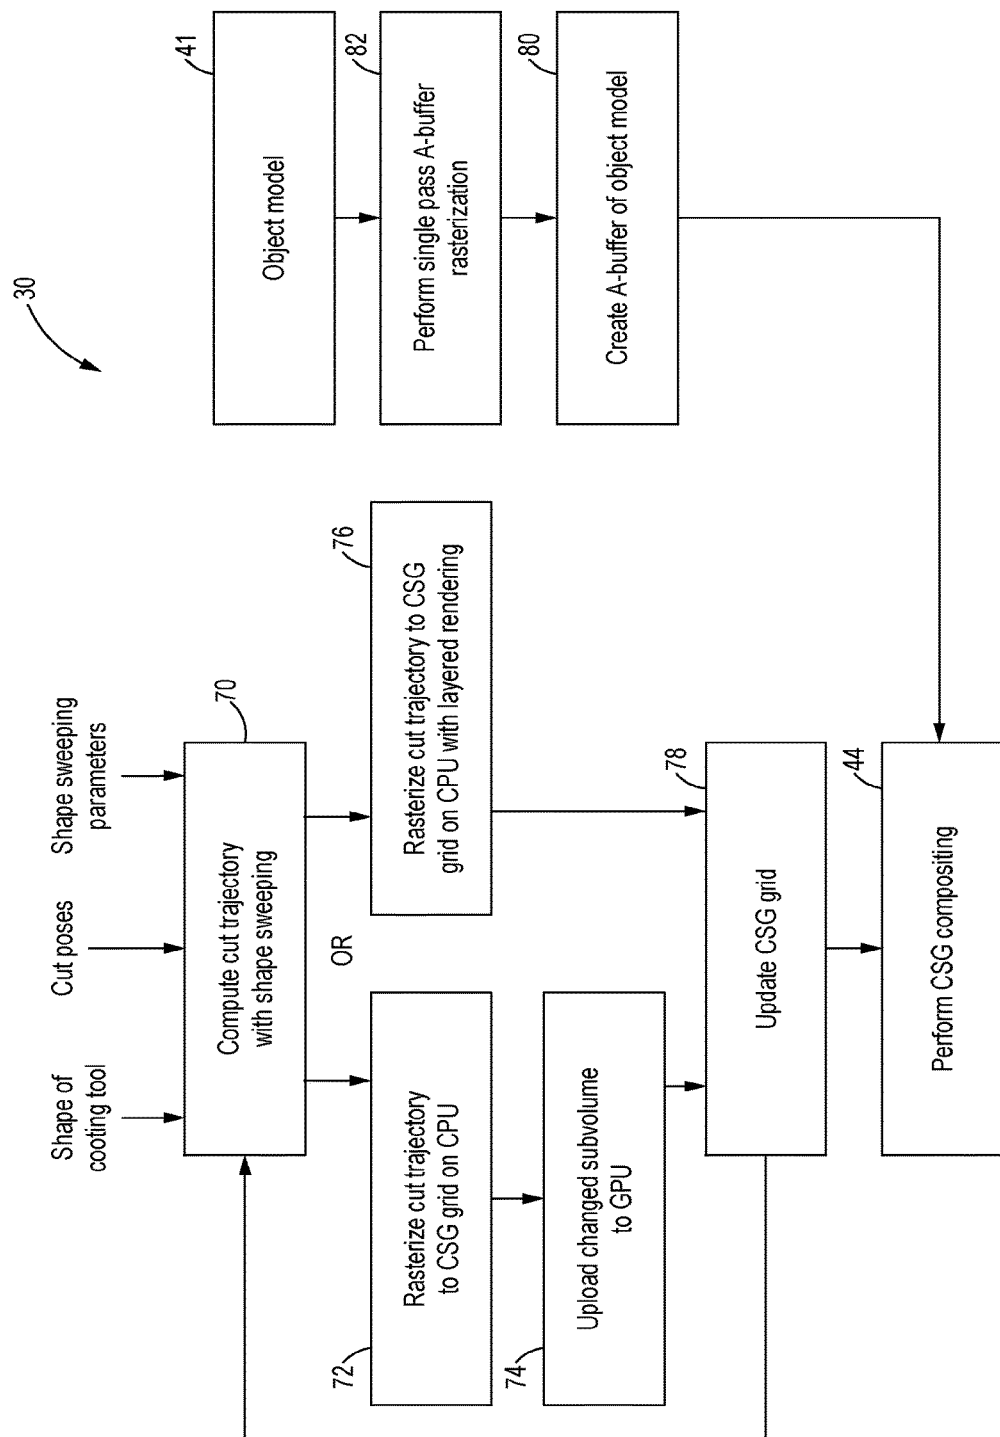 30
Shape of
cooting tool
Cut poses
Shape sweeping
parameters
70
Compute cut trajectory
with shape sweeping
OR
72
Rasterize cut trajectory
to CSG grid on CPU
74
Upload changed subvolume
to GPU
76
Rasterize cut trajectory to CSG
grid on CPU with layered rendering
78
Update CSG grid
44
Perform CSG compositing
41
Object model
82
Perform single pass A-buffer
rasterization
80
Create A-buffer of object model